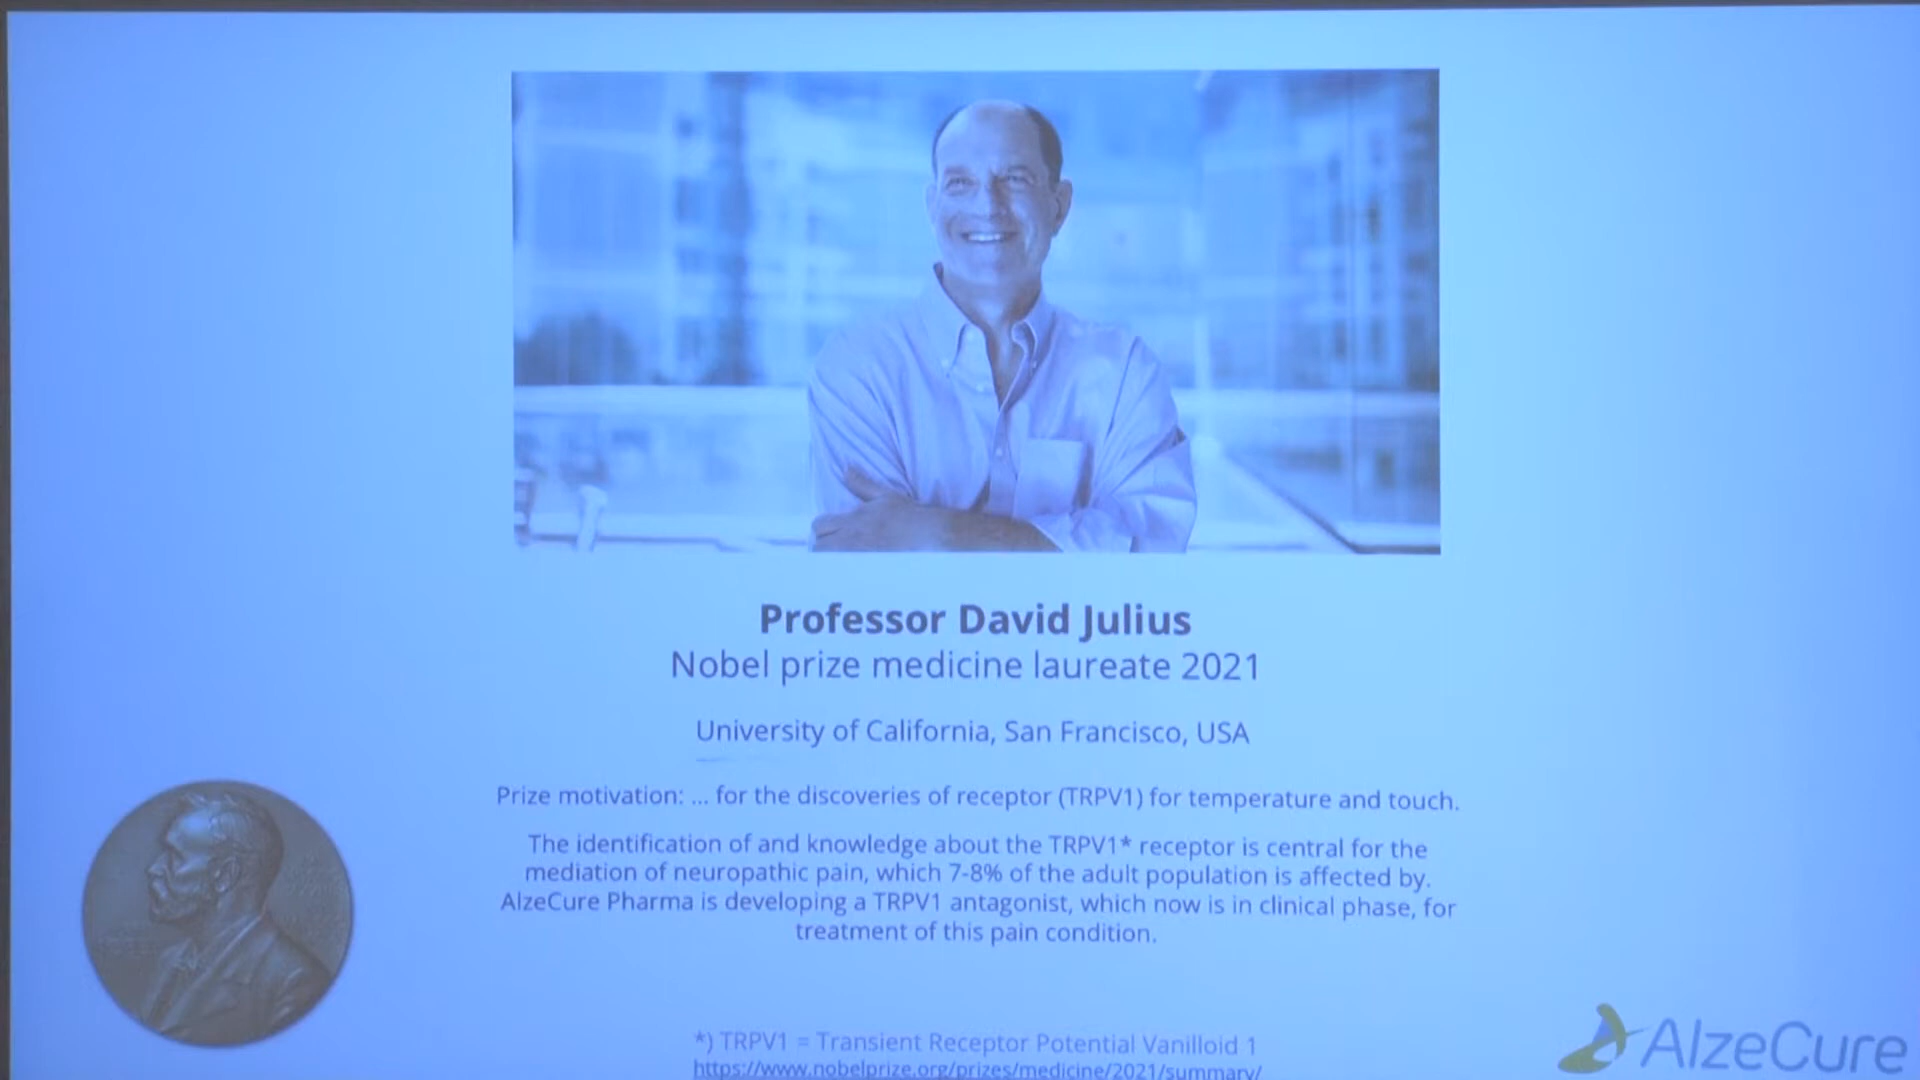 Professor David Julius
Nobel prize medicine laureate 2021
University of California, San Francisco, USA
Prize motivation: ... for the discoveries of receptor (TRPV1) for temperature and touch.
The identification of and knowledge about the TRPV1* receptor is central for the
mediation of neuropathic pain, which 7-8% of the adult population is affected by.
AlzeCure Pharma is developing a TRPV1 antagonist, which now is in clinical phase, for
treatment of this pain condition.
*) TRPV1 = Transient Receptor Potential Vanilloid 1
https://www.nobelprize.org/prizes/medicine/2021/summary/
AlzeCure